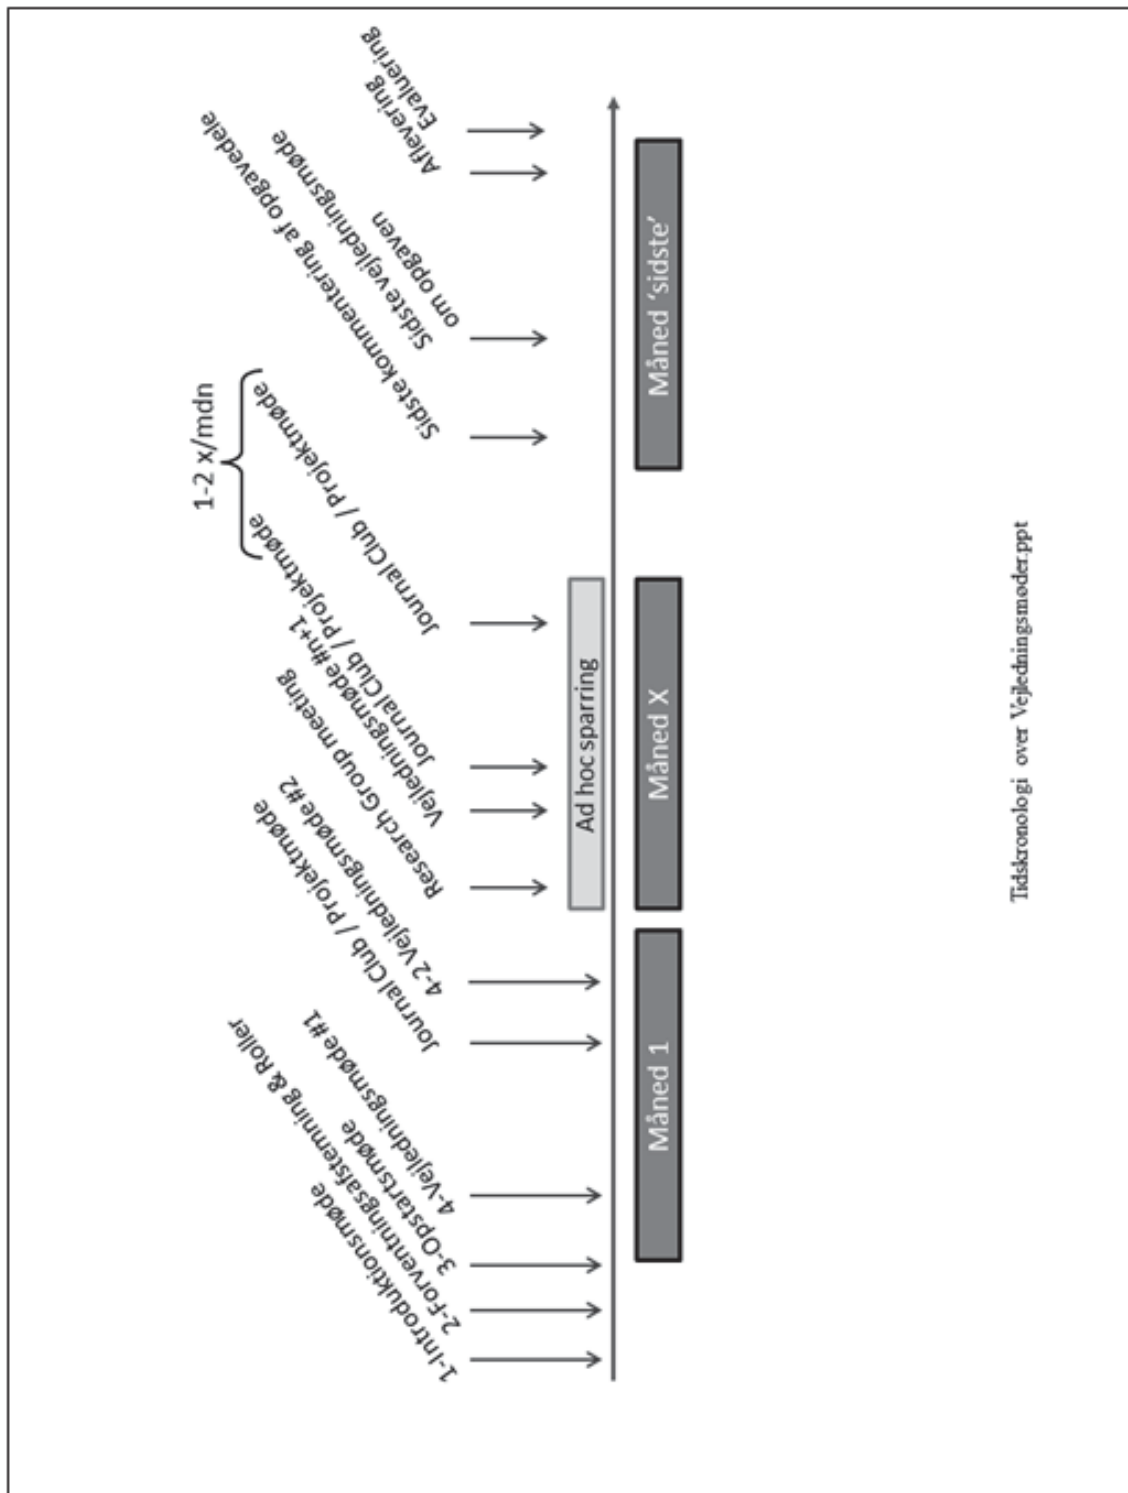 1-2 x/mdn
1-Introduktionsmøde
2-Forventningsafstemning & Roller
3-Opstartsmøde
4-Vejledningsmøde #1
Journal Club / Projektmøde
4-2 Vejledningsmøde #2
Research Group meeting
Vejledningsmøde #n+1
Journal Club / Projektmøde
Journal Club / Projektmøde
Sidste kommentering af opgavedele
Sidste vejledningsmøde
om opgaven
Aflevering
Evaluering
Ad hoc sparring
Måned 1
Måned X
Måned ‘sidste’
Tidskronologi over Vejledningsmøder.ppt